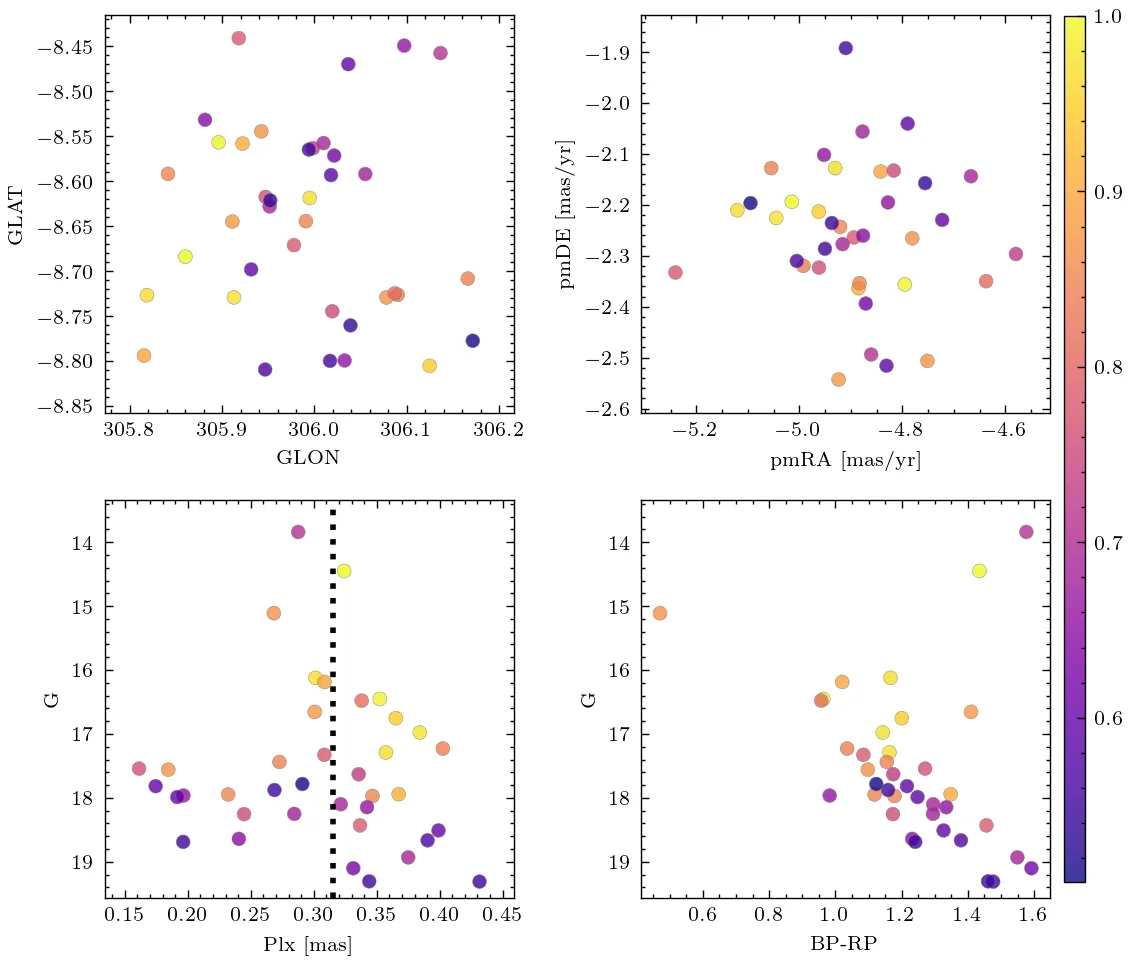 −8.45
−8.50
−8.55
−8.60
−8.65
−8.70
−8.75
−8.80
−8.85
GLAT
305.8 305.9 306.0 306.1 306.2
GLON
−1.9
−2.0
−2.1
−2.2
−2.3
−2.4
−2.5
−2.6
pmDE [mas/yr]
−5.2 −5.0 −4.8 −4.6
pmRA [mas/yr]
1.0
0.9
0.8
0.7
0.6
14
15
16
17
18
19
G
0.15 0.20 0.25 0.30 0.35 0.40 0.45
Plx [mas]
14
15
16
17
18
19
G
0.6 0.8 1.0 1.2 1.4 1.6
BP-RP